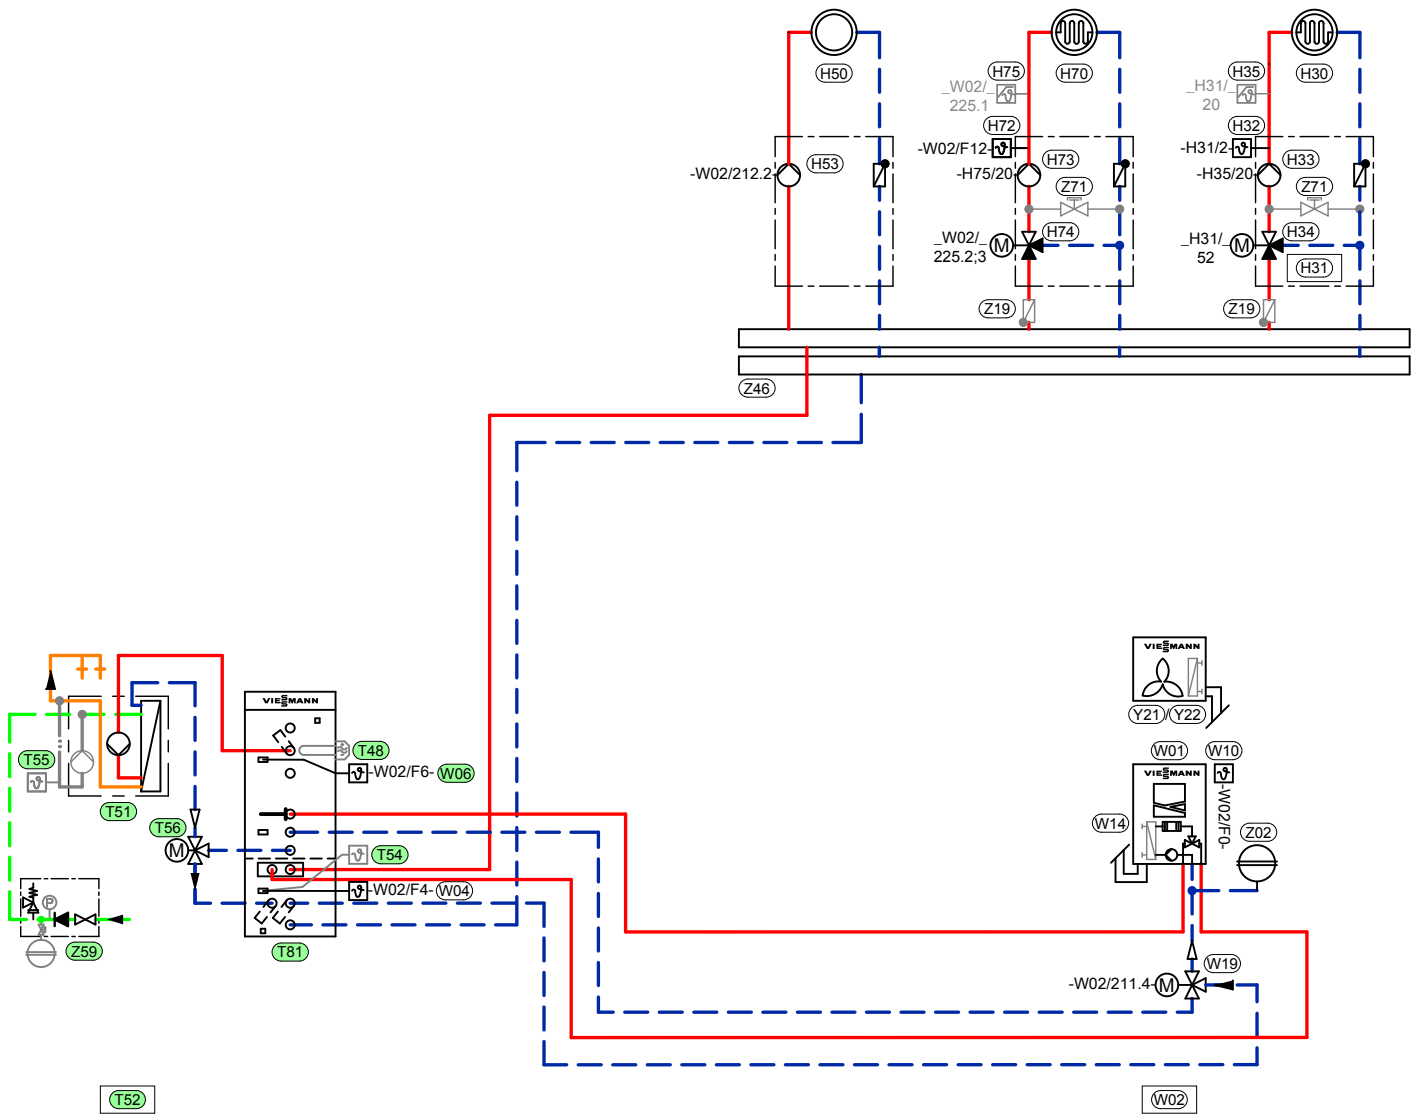 H50
H75
H70
H35
H30
_W02/_
225.1
_H31/_
20
H72
H32
-W02/F12-
-H31/2-
H53
H73
H33
-W02/212.2-
-H75/20-
-H35/20-
Z71
Z71
H74
H34
_W02/_
225.2;3
M
_H31/_
52
M
H31
Z19
Z19
Z46
VIESMANN
Y21/Y22
VIESMANN
T55
T48
-W02/F6-W06
W01
W10
VIESMANN
T51
T56
M
W14
-W02/F0-
Z02
T54
-W02/F4-W04
P
Z59
T81
W19
-W02/211.4-M
T52
W02